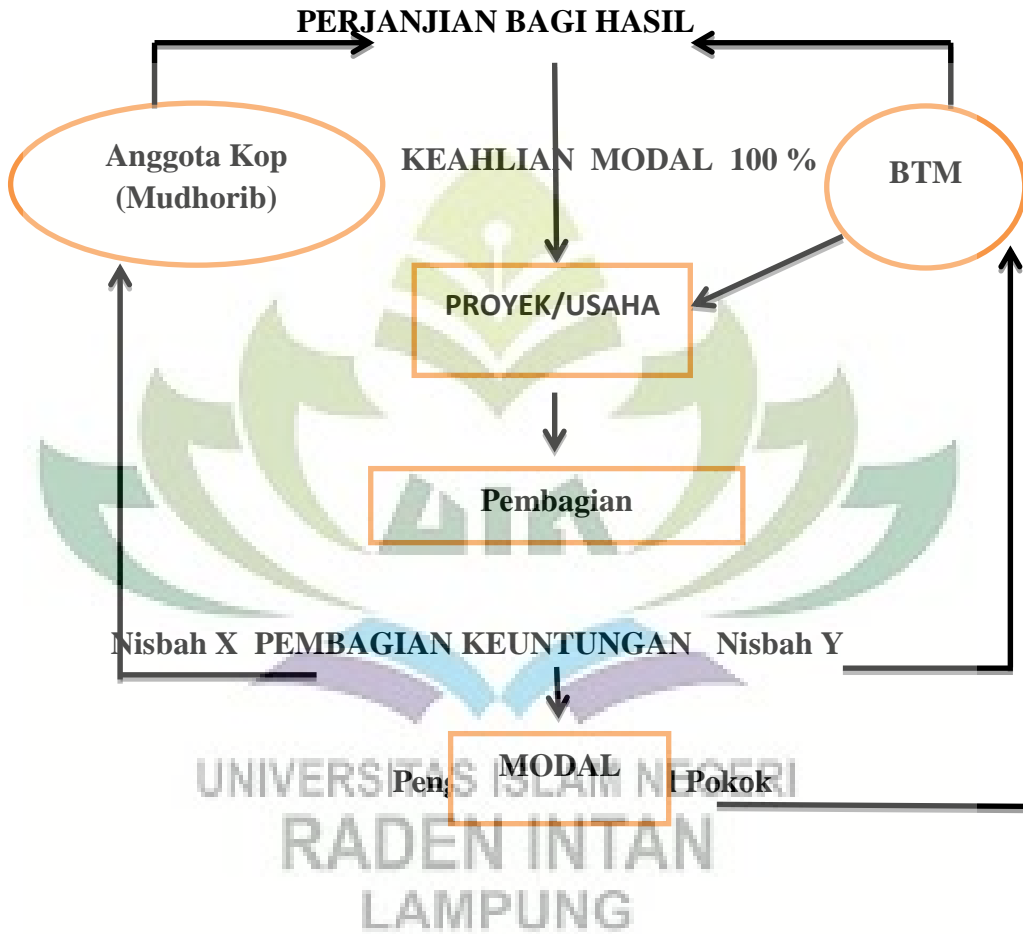 PERJANJIAN BAGI HASIL
Anggota Kop
(Mudhorib)
KEAHLIAN MODAL 100 %
BTM
PROYEK/USAHA
Pembagian
Nisbah X PEMBAGIAN KEUNTUNGAN Nisbah Y
MODAL
Pokok
UNIVERSITAS ISLAM NEGERI
RADEN INTAN
LAMPUNG